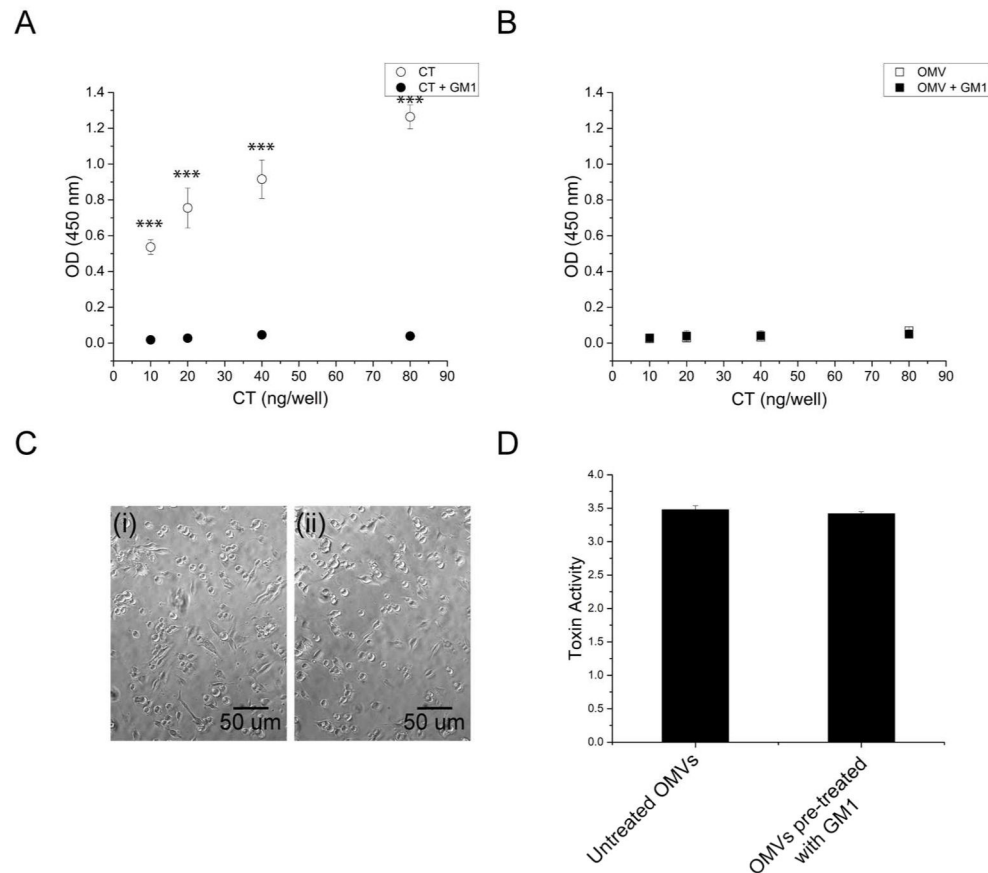 A
CT
CT + GM1
***
***
***
***
1.4
1.2
1.0
0.8
0.6
0.4
0.2
0.0
OD (450 nm)
0 10 20 30 40 50 60 70 80 90
CT (ng/well)
B
OMV
OMV + GM1
1.4
1.2
1.0
0.8
0.6
0.4
0.2
0.0
OD (450 nm)
0 10 20 30 40 50 60 70 80 90
CT (ng/well)
C
(i)
50 um
(ii)
50 um
D
4.0
3.5
3.0
2.5
2.0
1.5
1.0
0.5
0.0
Toxin Activity
Untreated OMVs
OMVs pre-treated
with GM1